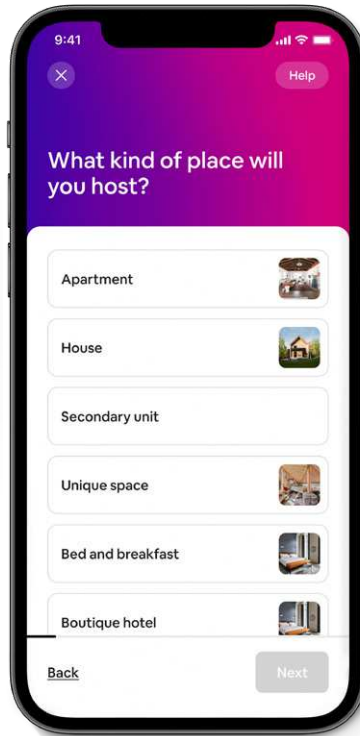 9:41
Help
What kind of place will
you host?
Apartment
House
Secondary unit
Unique space
Bed and breakfast
Boutique hotel
Back
Next